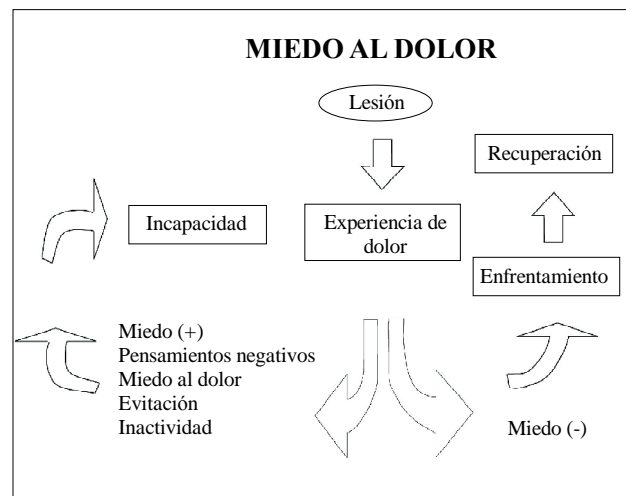 MIEDO AL DOLOR
Lesión
Recuperación
Incapacidad
Experiencia de
dolor
Enfrentamiento
Miedo (+)
Pensamientos negativos
Miedo al dolor
Evitación
Inactividad
Miedo (-)